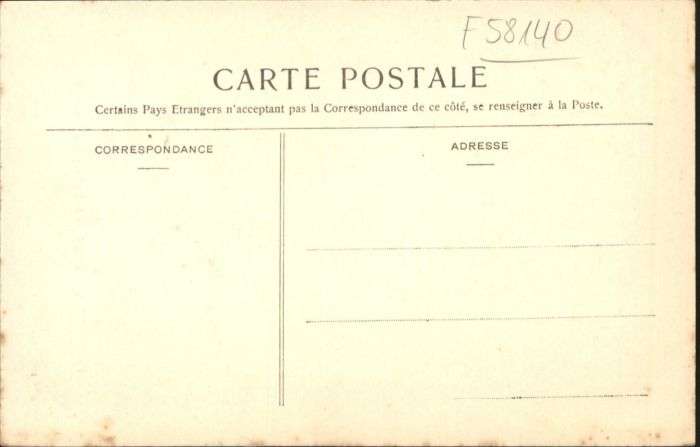 F58140
CARTE POSTALE
Certains Pays Etrangers n'acceptant pas la Correspondance de ce côté, se renseigner à la Poste.
CORRESPONDANCE
ADRESSE